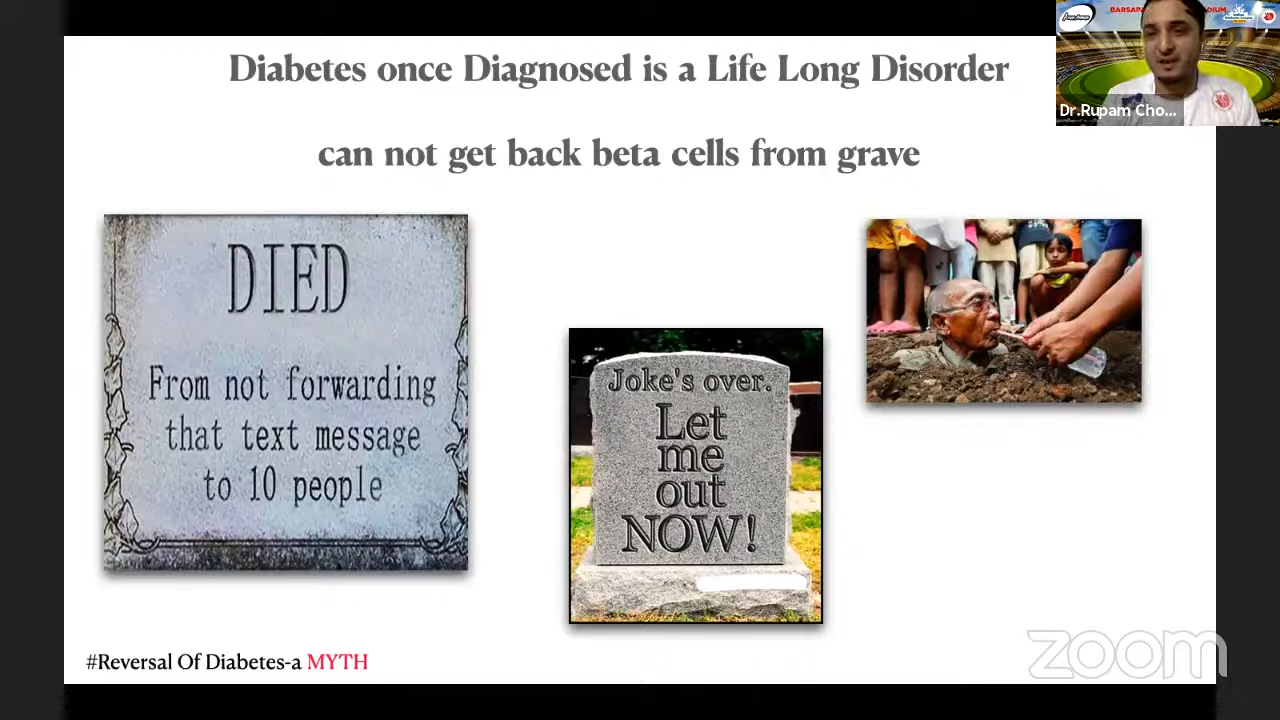 Diabetes once Diagnosed is a Life Long Disorder
can not get back beta cells from grave
Dr.Rupam Cho...
DIED
From not forwarding
that text message
to 10 people
Joke's over.
Let
me
out
NOW!
#Reversal Of Diabetes-a MYTH
zoom